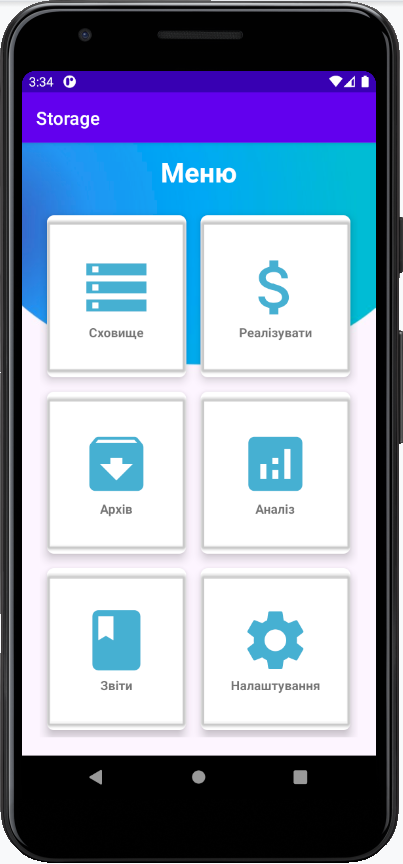 3:34
Storage
Меню
Сховище
Реалізувати
Архів
Аналіз
Звіти
Налаштування